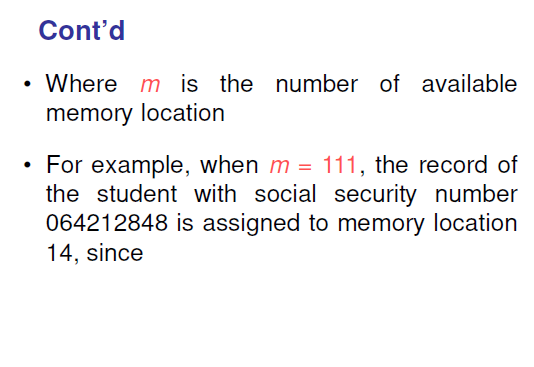 Cont’d
• Where m is the number of available
memory location
• For example, when m = 111, the record of
the student with social security number
064212848 is assigned to memory location
14, since